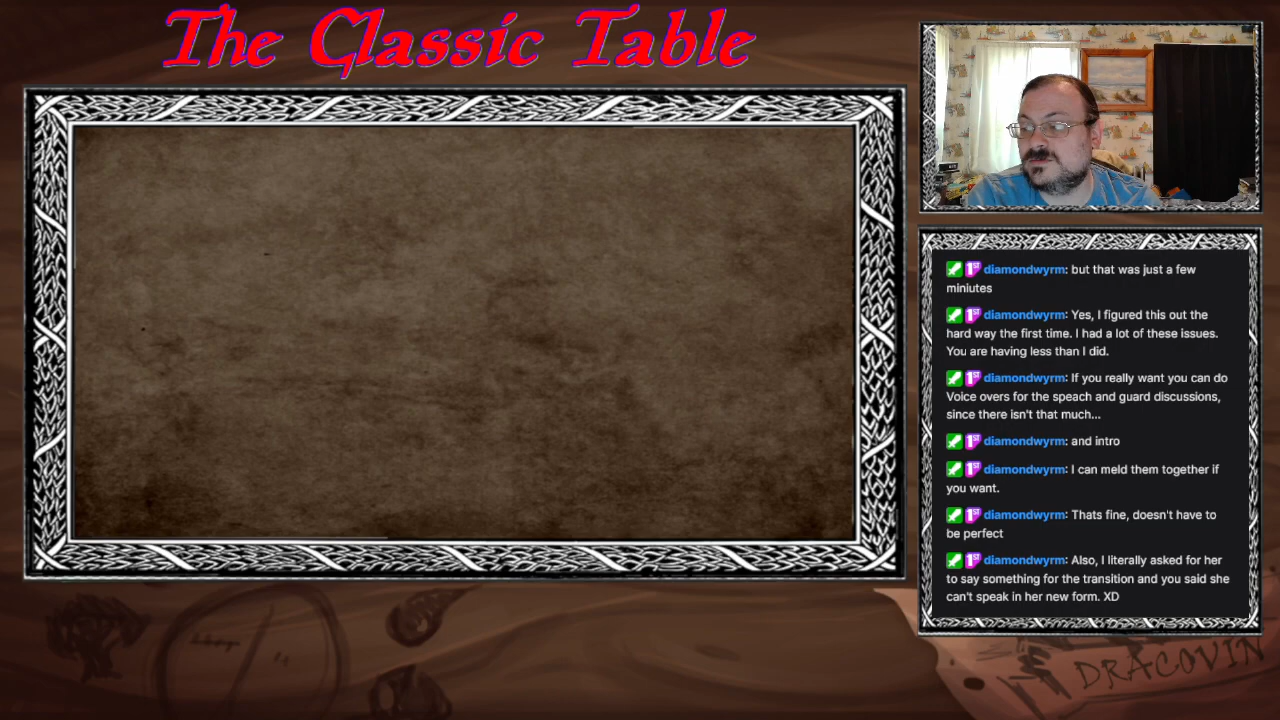 The Classic Table
diamondwyrm: but that was just a few
miniutes
diamondwyrm: Yes, I figured this out the
hard way the first time. I had a lot of these issues.
You are having less than I did.
diamondwyrm: If you really want you can do
Voice overs for the speach and guard discussions,
since there isn't that much...
diamondwyrm: and intro
diamondwyrm: I can meld them together if
you want.
diamondwyrm: Thats fine, doesn't have to
be perfect
diamondwyrm: Also, I literally asked for her
to say something for the transition and you said she
can't speak in her new form. XD
DRACOVIN